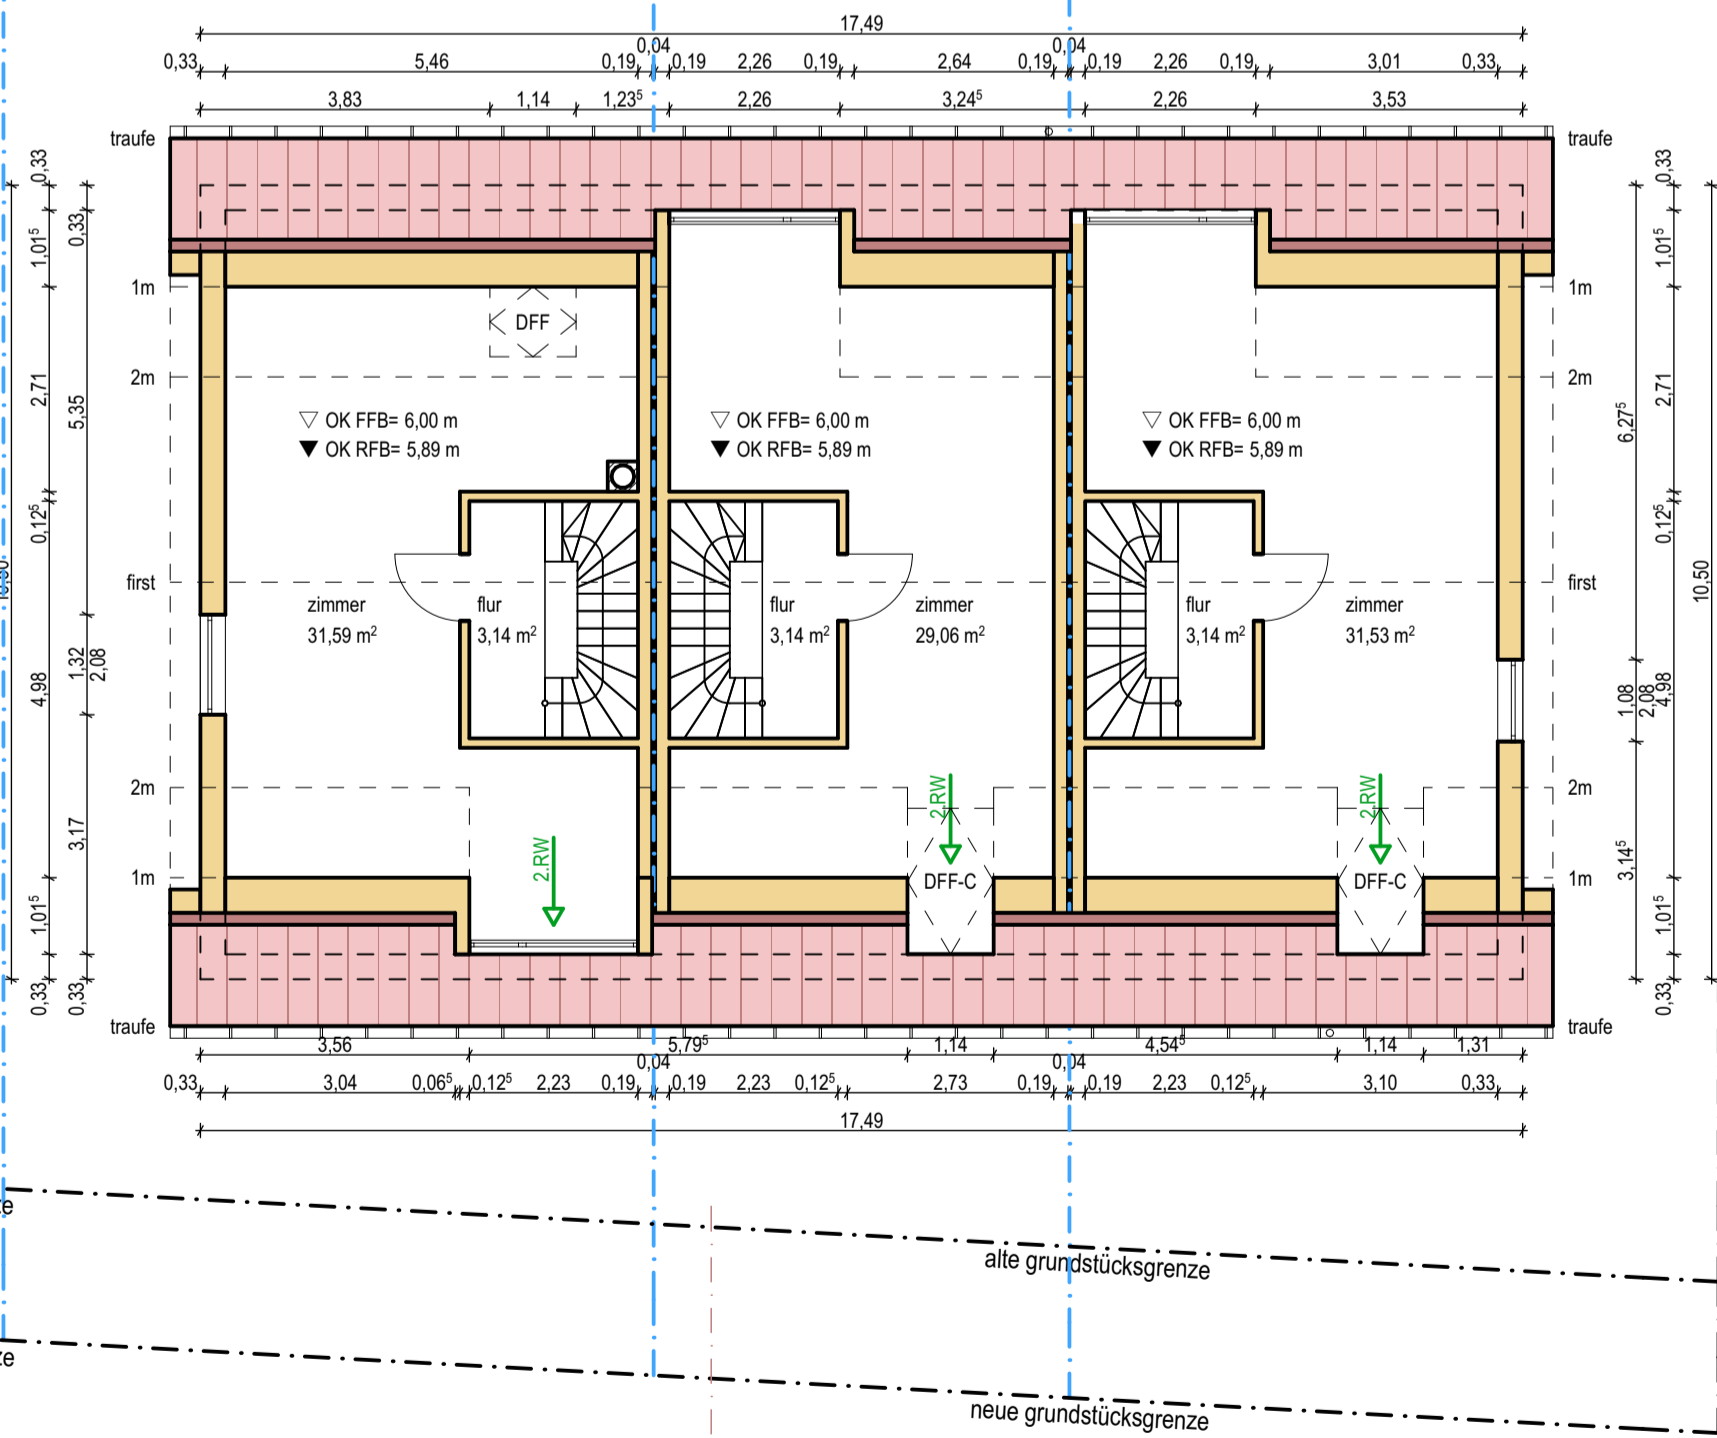 17,49
0,04 0,04
0,33 5,46 0,19 0,19 2,26 0,19 2,64 0,19 0,19 2,26 0,19 3,01 0,33
3,83 1,14 1,23⁵ 2,26 3,24⁵ 2,26 3,53
traufe traufe
0,33 0,33
0,33
1,01⁵ 1,01⁵
1m 1m
DFF
2m 2m
2,71 5,35 2,71 6,27⁵
OK FFB= 6,00 m OK FFB= 6,00 m OK FFB= 6,00 m
OK RFB= 5,89 m OK RFB= 5,89 m OK RFB= 5,89 m
0,12⁵ 0,12⁵
first first
10,50
zimmer flur flur zimmer flur zimmer
31,59 m² 3,14 m² 3,14 m² 29,06 m² 3,14 m² 31,53 m²
4,98 1,32 2,08 1,08 2,08 4,98
2m 2m
2.RW 2.RW
3,17 3,14⁵
2.RW
1m DFF-C DFF-C 1m
1,01⁵ 1,01⁵
0,33 0,33 0,33
traufe traufe
3,56 5,79⁵ 1,14 4,54⁵ 1,14 1,31
0,04 0,04
0,33 3,04 0,06⁵ 0,12⁵ 2,23 0,19 0,19 2,23 0,12⁵ 2,73 0,19 0,19 2,23 0,12⁵ 3,10 0,33
17,49
alte grundstücksgrenze
ze
neue grundstücksgrenze